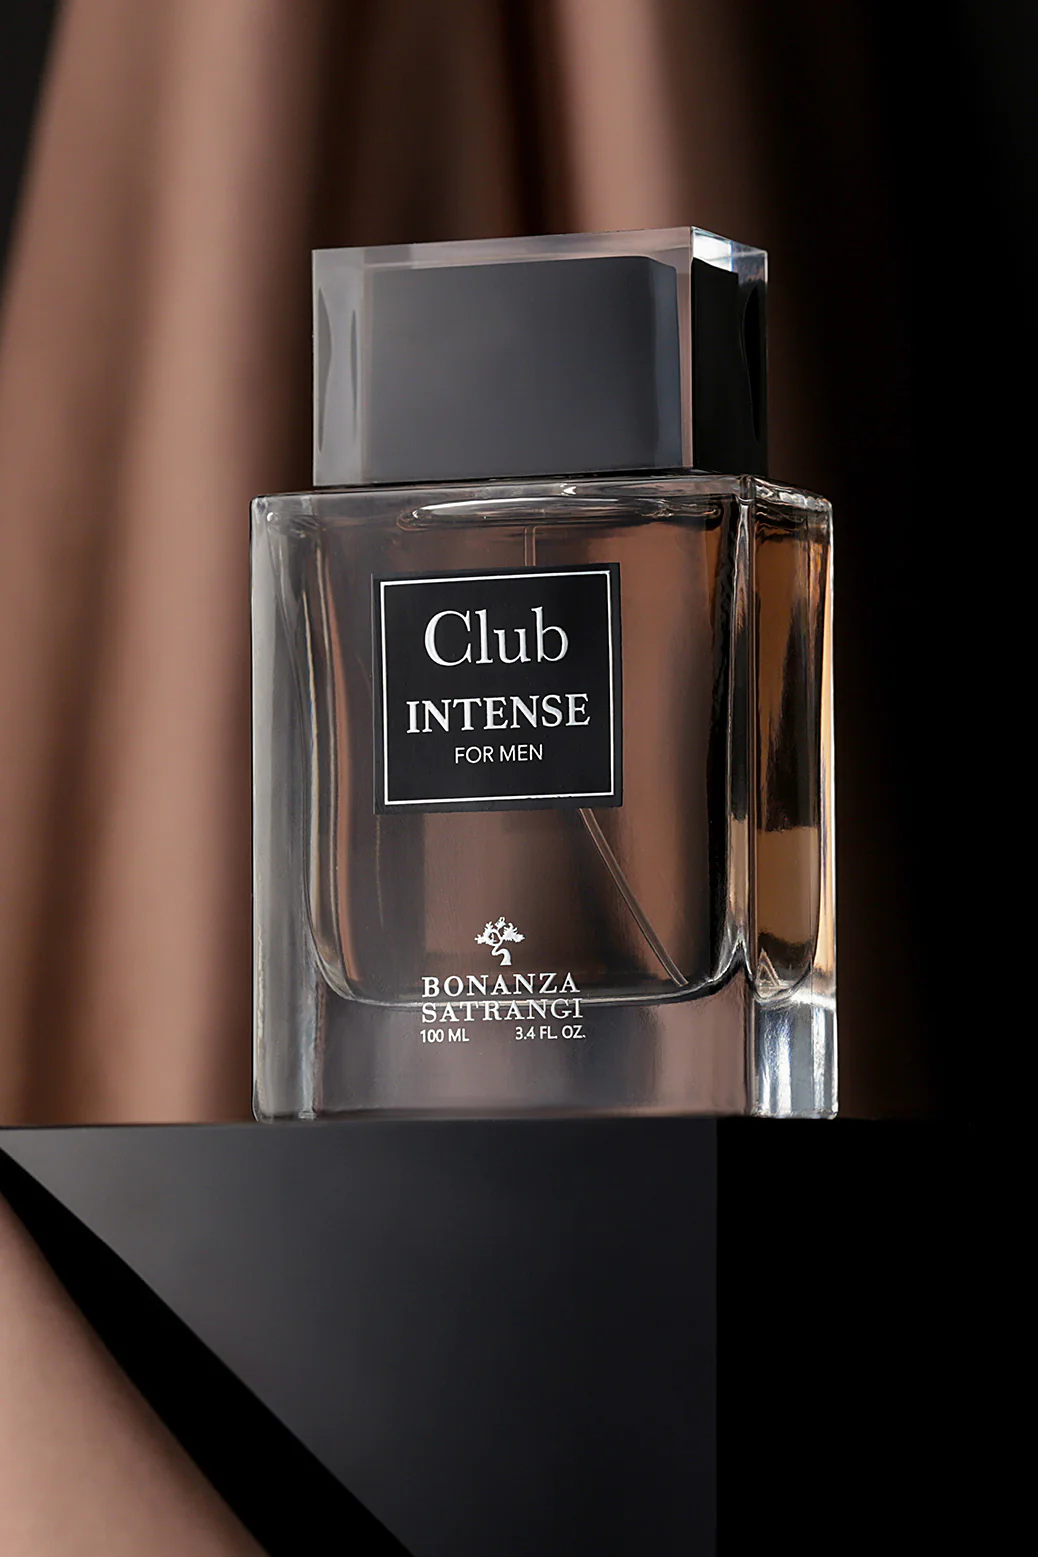 Club
INTENSE
FOR MEN
BONANZA
SATRANGI
100 ML 3.4 FL. OZ.